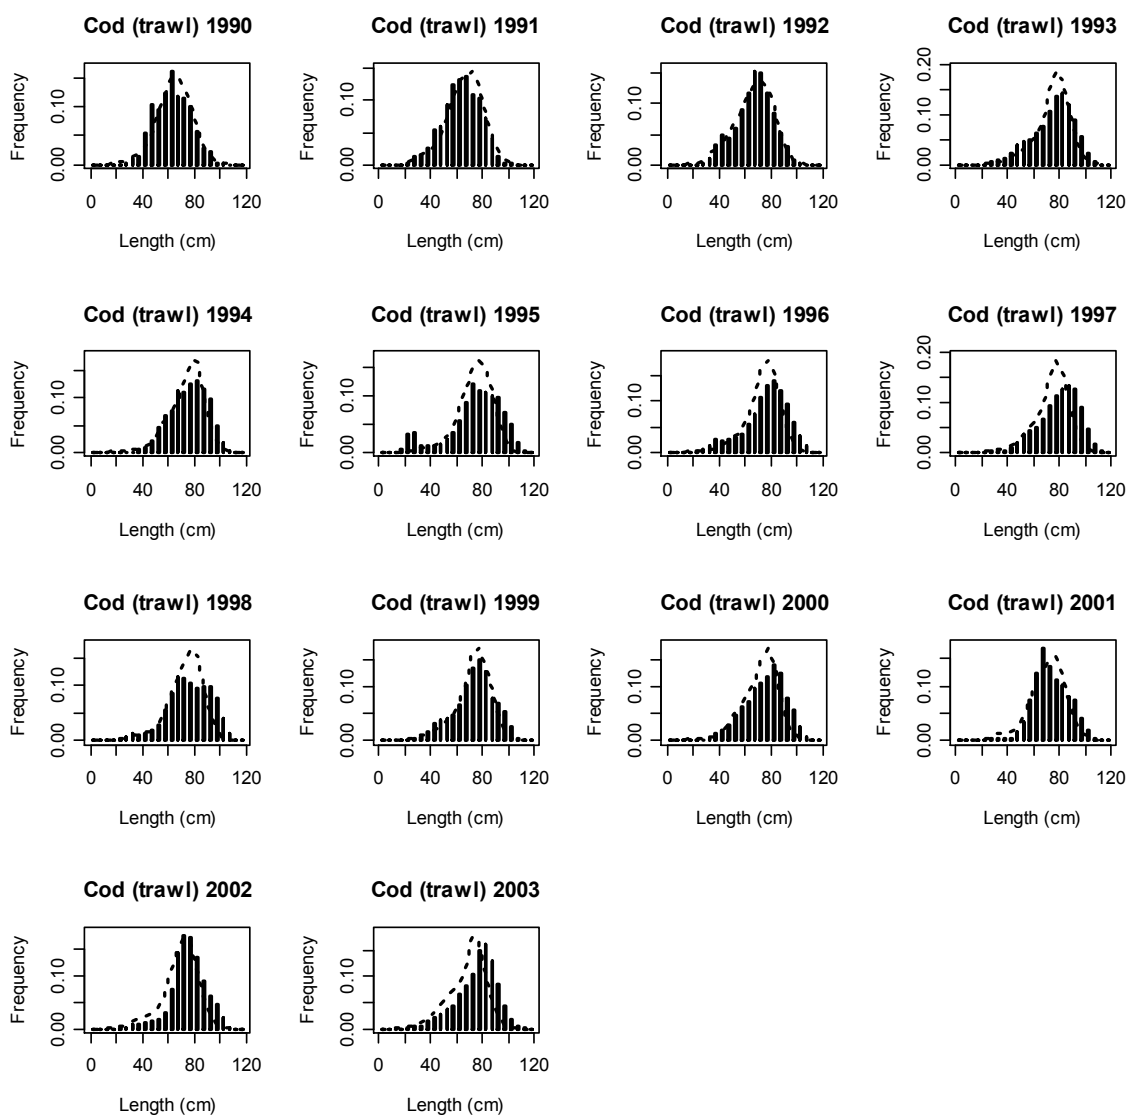 Cod (trawl) 1990
Cod (trawl) 1991
Cod (trawl) 1992
Cod (trawl) 1993
Frequency
0.00 0.10
Frequency
0.00 0.10
Frequency
0.00 0.10
Frequency
0.00 0.10 0.20
0 40 80 120
0 40 80 120
0 40 80 120
0 40 80 120
Length (cm)
Length (cm)
Length (cm)
Length (cm)
Cod (trawl) 1994
Cod (trawl) 1995
Cod (trawl) 1996
Cod (trawl) 1997
Frequency
0.00 0.10
Frequency
0.00 0.10
Frequency
0.00 0.10
Frequency
0.00 0.10 0.20
0 40 80 120
0 40 80 120
0 40 80 120
0 40 80 120
Length (cm)
Length (cm)
Length (cm)
Length (cm)
Cod (trawl) 1998
Cod (trawl) 1999
Cod (trawl) 2000
Cod (trawl) 2001
Frequency
0.00 0.10
Frequency
0.00 0.10
Frequency
0.00 0.10
Frequency
0.00 0.10
0 40 80 120
0 40 80 120
0 40 80 120
0 40 80 120
Length (cm)
Length (cm)
Length (cm)
Length (cm)
Cod (trawl) 2002
Cod (trawl) 2003
Frequency
0.00 0.10
Frequency
0.00 0.10
0 40 80 120
0 40 80 120
Length (cm)
Length (cm)